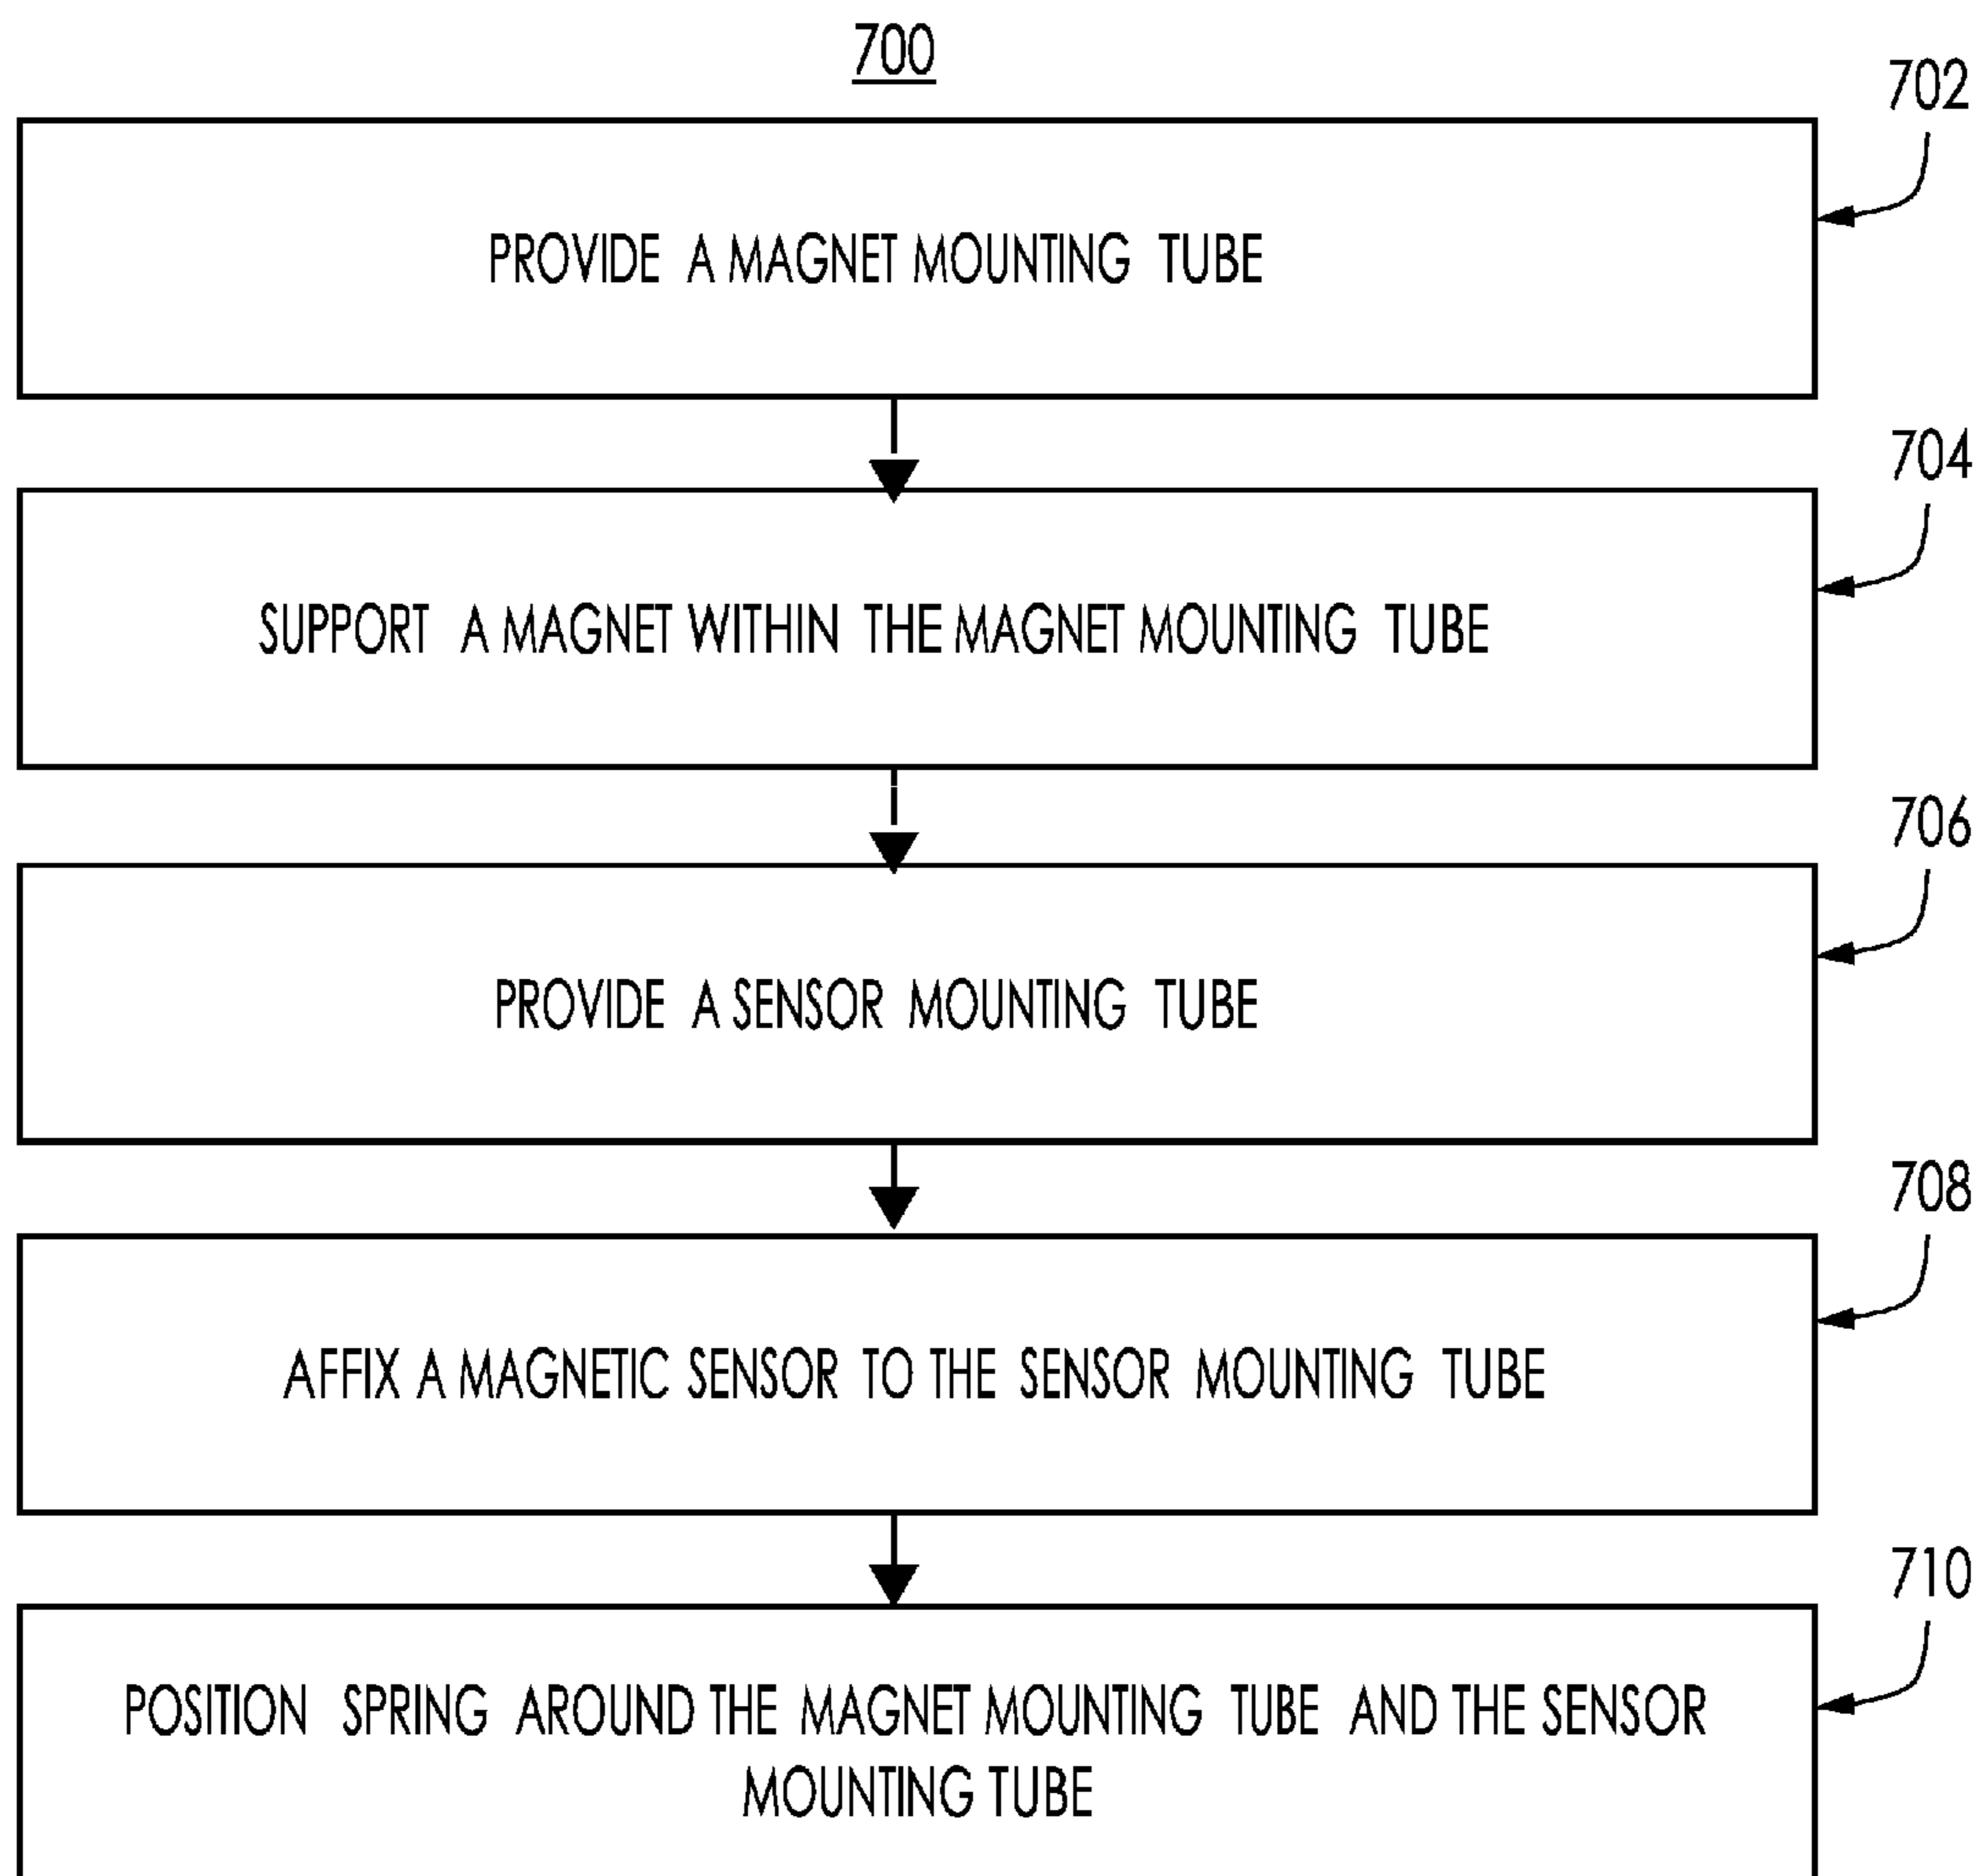 700
702
PROVIDE A MAGNET MOUNTING TUBE
704
SUPPORT A MAGNET WITHIN THE MAGNET MOUNTING TUBE
706
PROVIDE A SENSOR MOUNTING TUBE
708
AFFIX A MAGNETIC SENSOR TO THE SENSOR MOUNTING TUBE
710
POSITION SPRING AROUND THE MAGNET MOUNTING TUBE AND THE SENSOR
MOUNTING TUBE